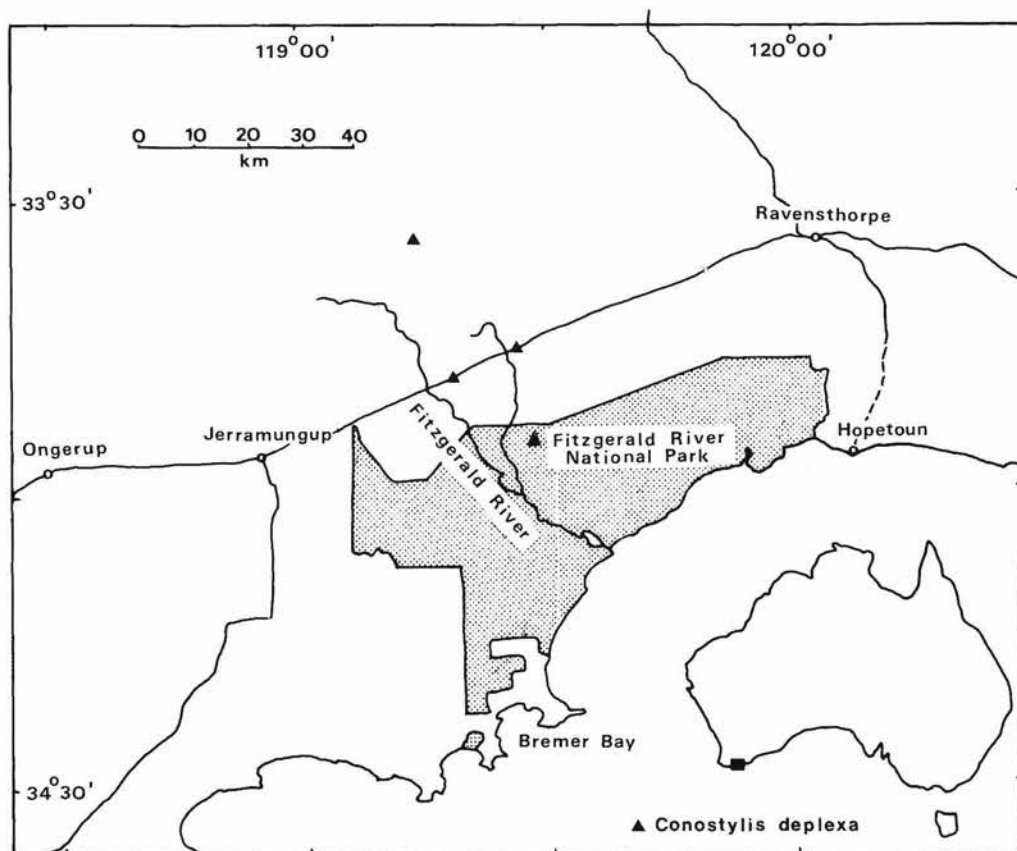 119°00'
120°00'
0 10 20 30 40
km
33°30'
Ravensthorpe
Ongerup
Jerramungup
Fitzgerald River
Fitzgerald River
National Park
Hopetoun
Bremer Bay
34°30'
▲ Conostylis deplexa